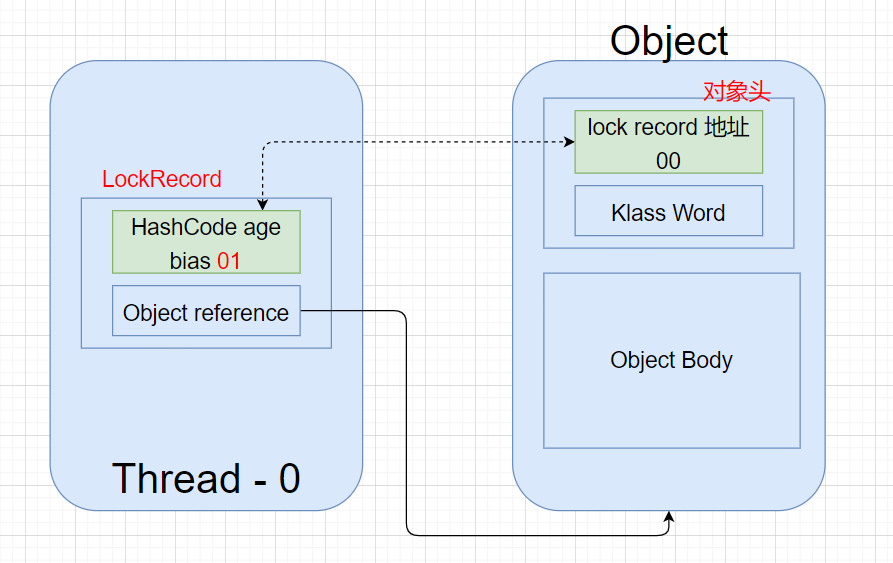 Object
对象头
lock record 地址
00
Klass Word
Object Body
LockRecord
HashCode age
bias 01
Object reference
Thread - 0